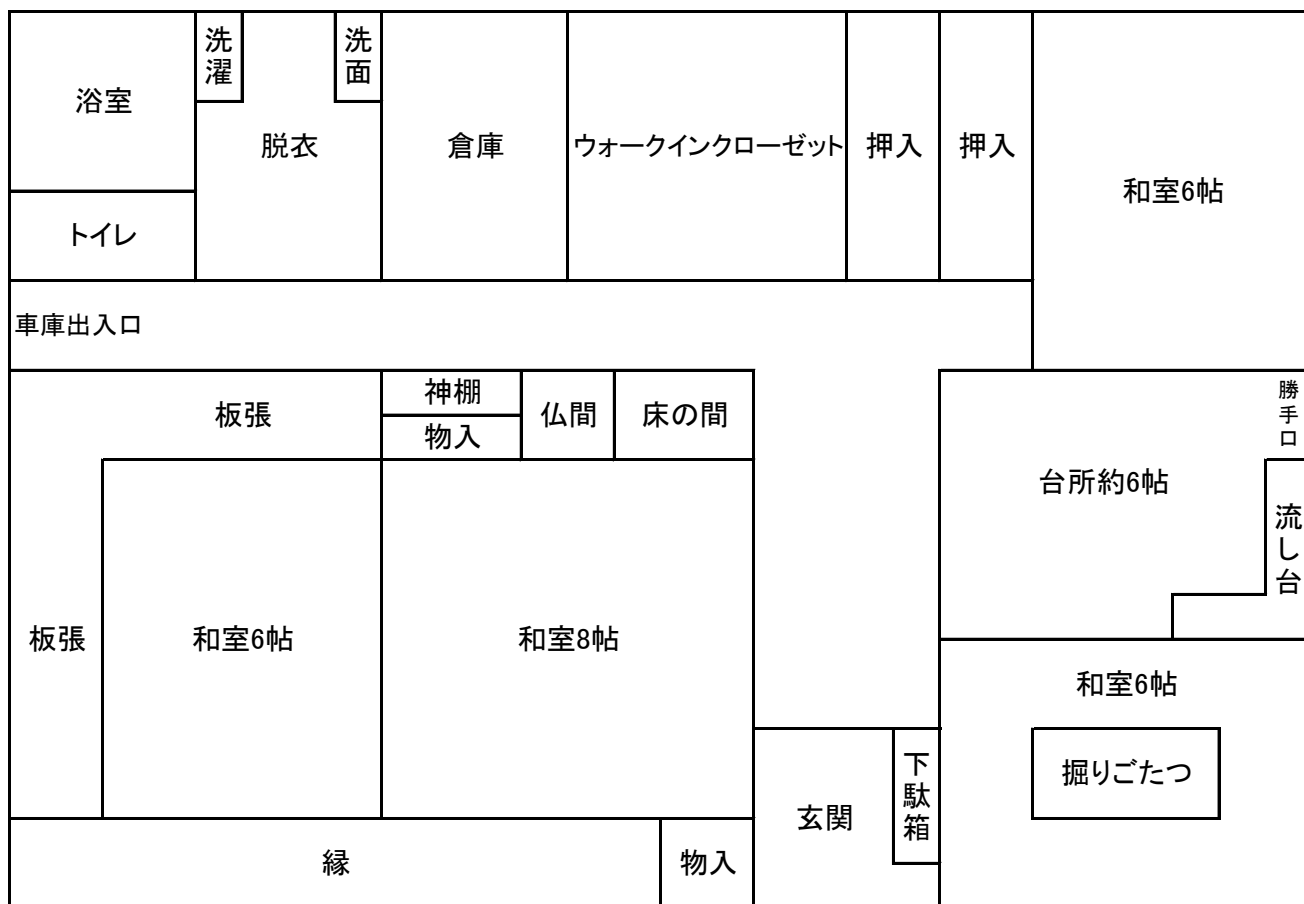 洗濯
洗面
浴室
脱衣
倉庫
ウォークインクローゼット
押入
押入
和室6帖
トイレ
車庫出入口
板張
神棚
物入
仏間
床の間
勝手口
台所約6帖
流し台
板張
和室6帖
和室8帖
和室6帖
掘りごたつ
下駄箱
玄関
縁
物入